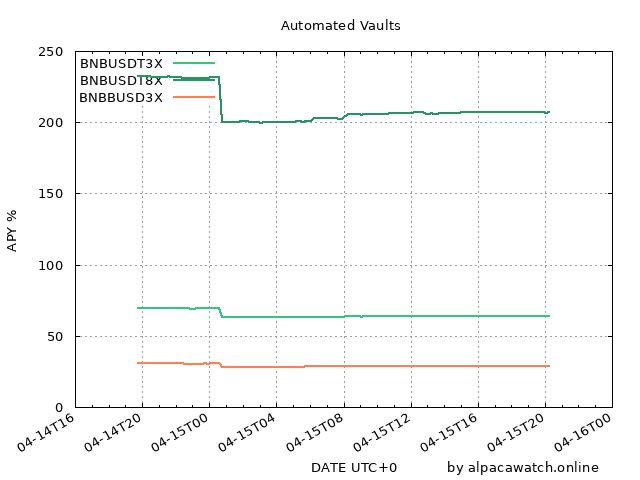 Automated Vaults
BNBUSDT3X
BNBUSDT8X
BNBBUSD3X
APY %
250
200
150
100
50
0
04-14T16
04-14T20
04-15T00
04-15T04
04-15T08
04-15T12
04-15T16
04-15T20
04-16T00
DATE UTC+0
by alpacawatch.online